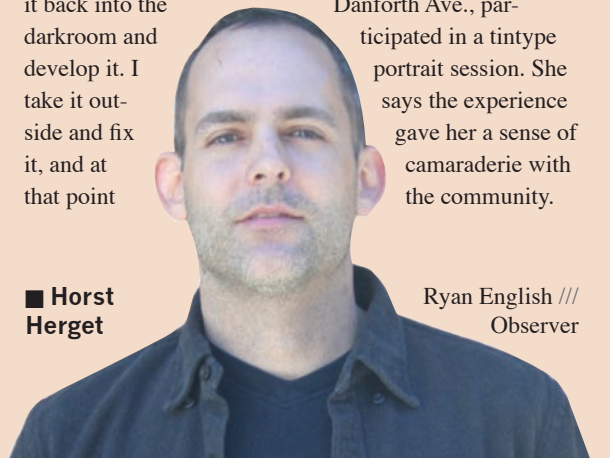 it back into the
darkroom and
develop it. I
take it out-
side and fix
it, and at
that point
■ Horst
Herget
Danforth Ave., par-
ticipated in a tintype
portrait session. She
says the experience
gave her a sense of
camaraderie with
the community.
Ryan English ///
Observer